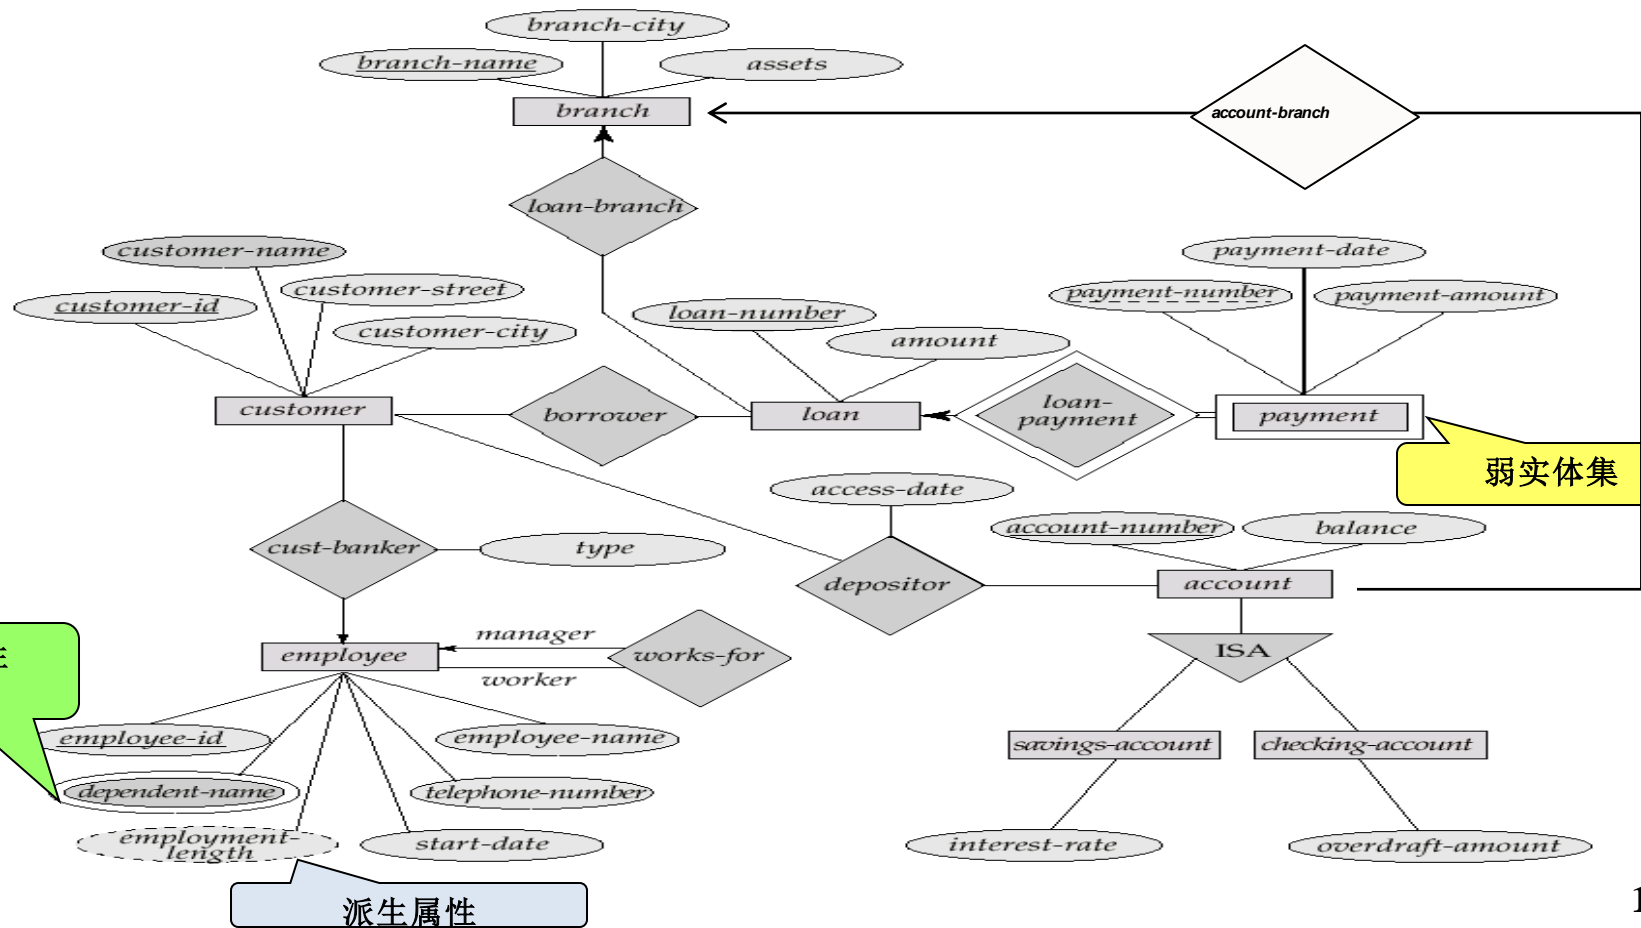 branch-city
branch-name
assets
branch
account-branch
loan-branch
customer-name
customer-street
customer-id
customer-city
loan-number
amount
payment-date
payment-number
payment-amount
customer
borrower
loan
loan-
payment
payment
弱实体集
access-date
account-number
balance
cust-banker
type
depositor
account
manager
employee
works-for
worker
ISA
employee-id
employee-name
dependent-name
telephone-number
employment-
length
start-date
savings-account
checking-account
interest-rate
overdraft-amount
派生属性
1